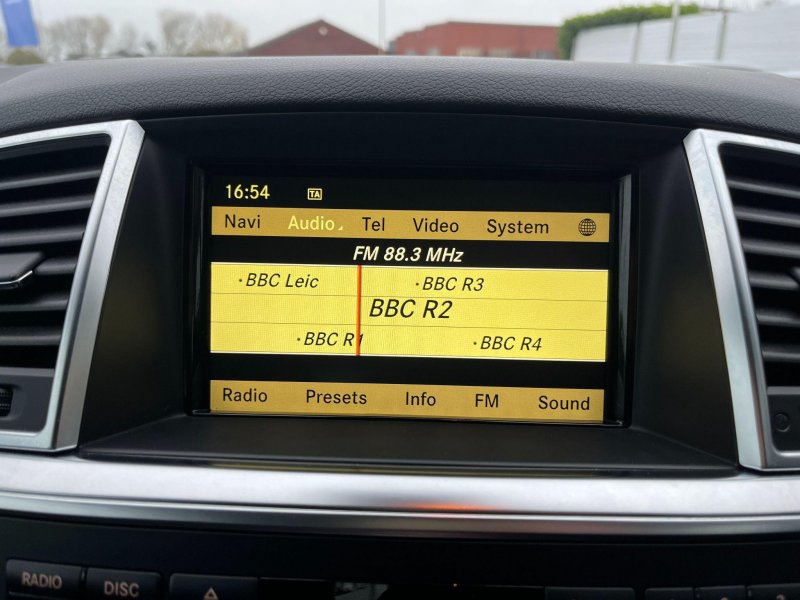 16:54 TA
Navi Audio Tel Video System
FM 88.3 MHz
BBC Leic BBC R3
BBC R2
BBC R1 BBC R4
Radio Presets Info FM Sound
RADIO DISC